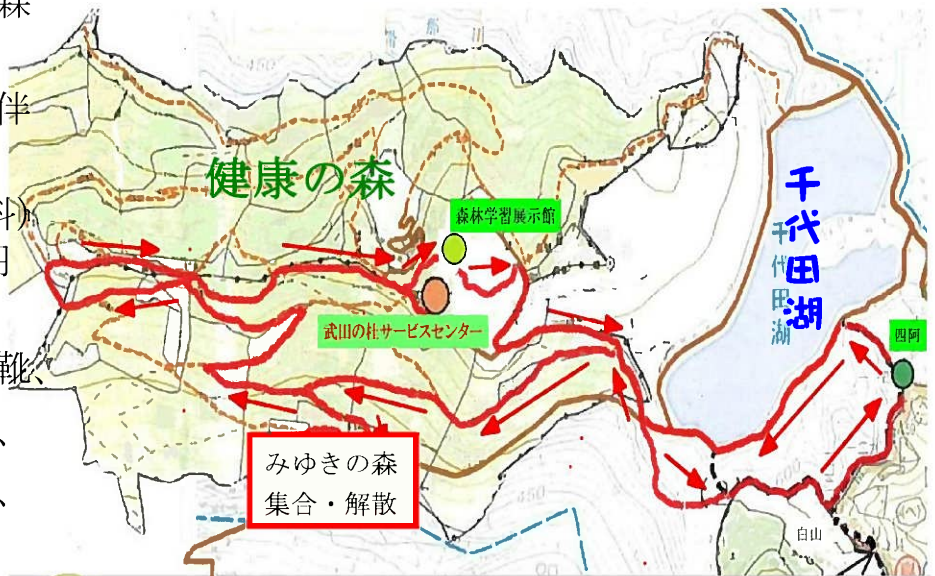 森
伴
料)
円
靴、
、
、
450
健康の森
森林学習展示館
武田の杜サービスセンター
千代田湖
千代田湖
四阿
みゆきの森
集合・解散
450
600
白山